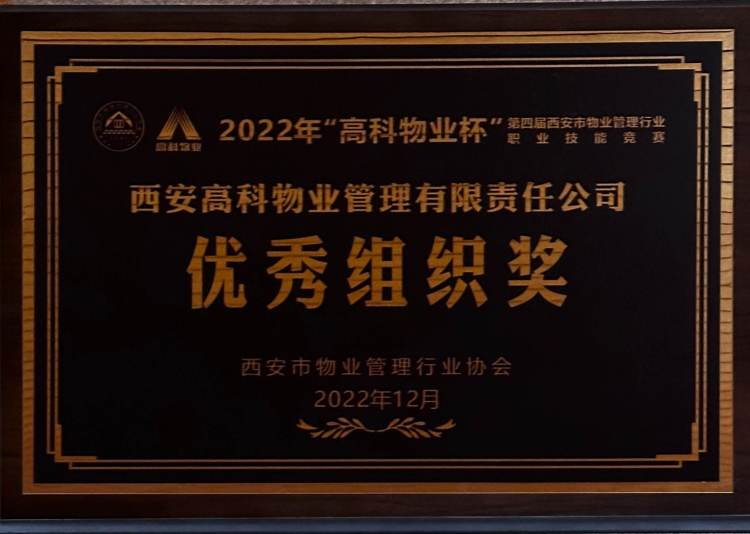 高科物业
2022年“高科物业杯”
第四届西安市物业管理行业
职业技能竞赛
西安高科物业管理有限责任公司
优秀组织奖
西安市物业管理行业协会
2022年12月